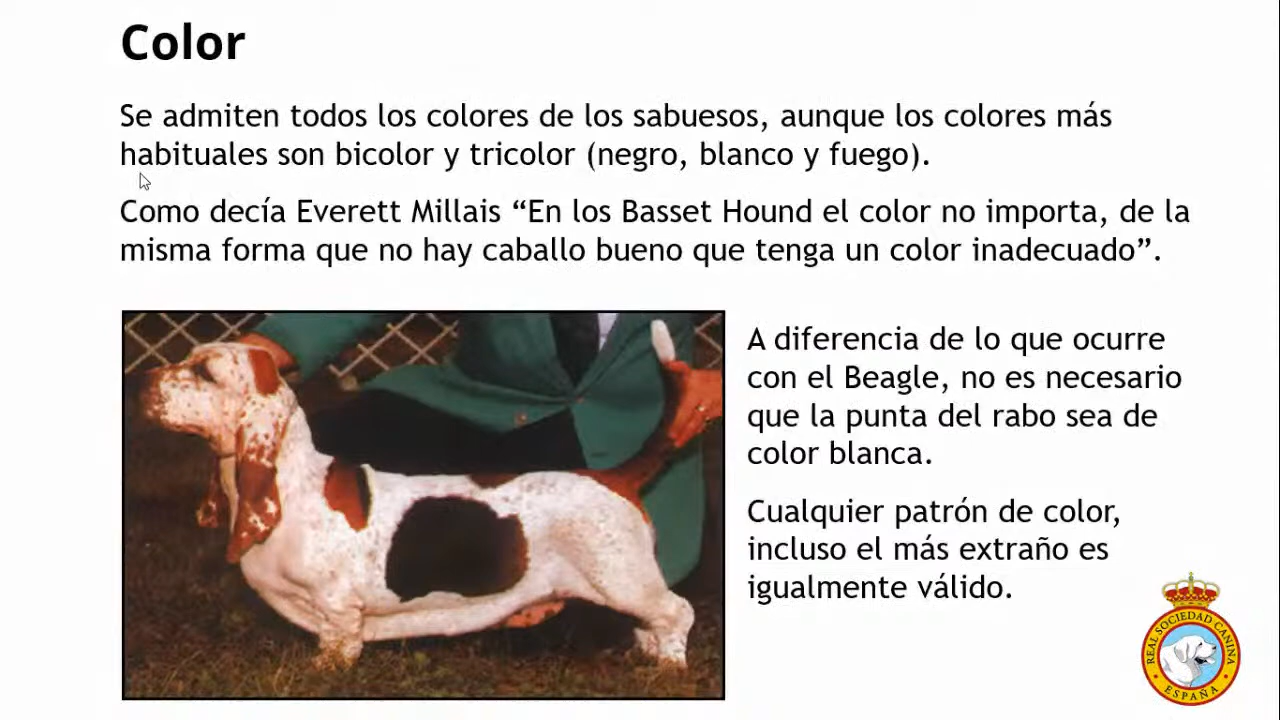 Color
Se admiten todos los colores de los sabuesos, aunque los colores más
habituales son bicolor y tricolor (negro, blanco y fuego).
Como decía Everett Millais “En los Basset Hound el color no importa, de la
misma forma que no hay caballo bueno que tenga un color inadecuado”.
A diferencia de lo que ocurre
con el Beagle, no es necesario
que la punta del rabo sea de
color blanca.
Cualquier patrón de color,
incluso el más extraño es
igualmente válido.
REAL SOCIEDAD CANINA
ESPAÑA